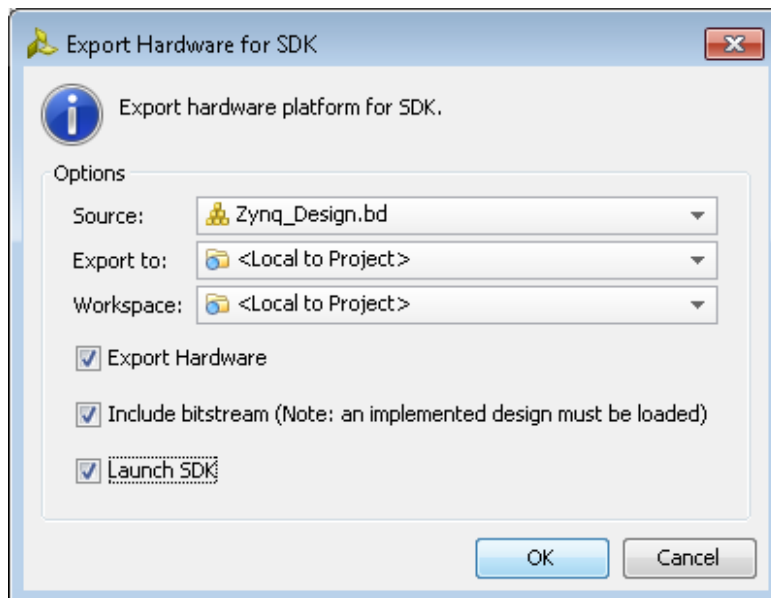 Export Hardware for SDK
Export hardware platform for SDK.
Options
Source: Zynq_Design.bd
Export to: <Local to Project>
Workspace: <Local to Project>
Export Hardware
Include bitstream (Note: an implemented design must be loaded)
Launch SDK
OK Cancel